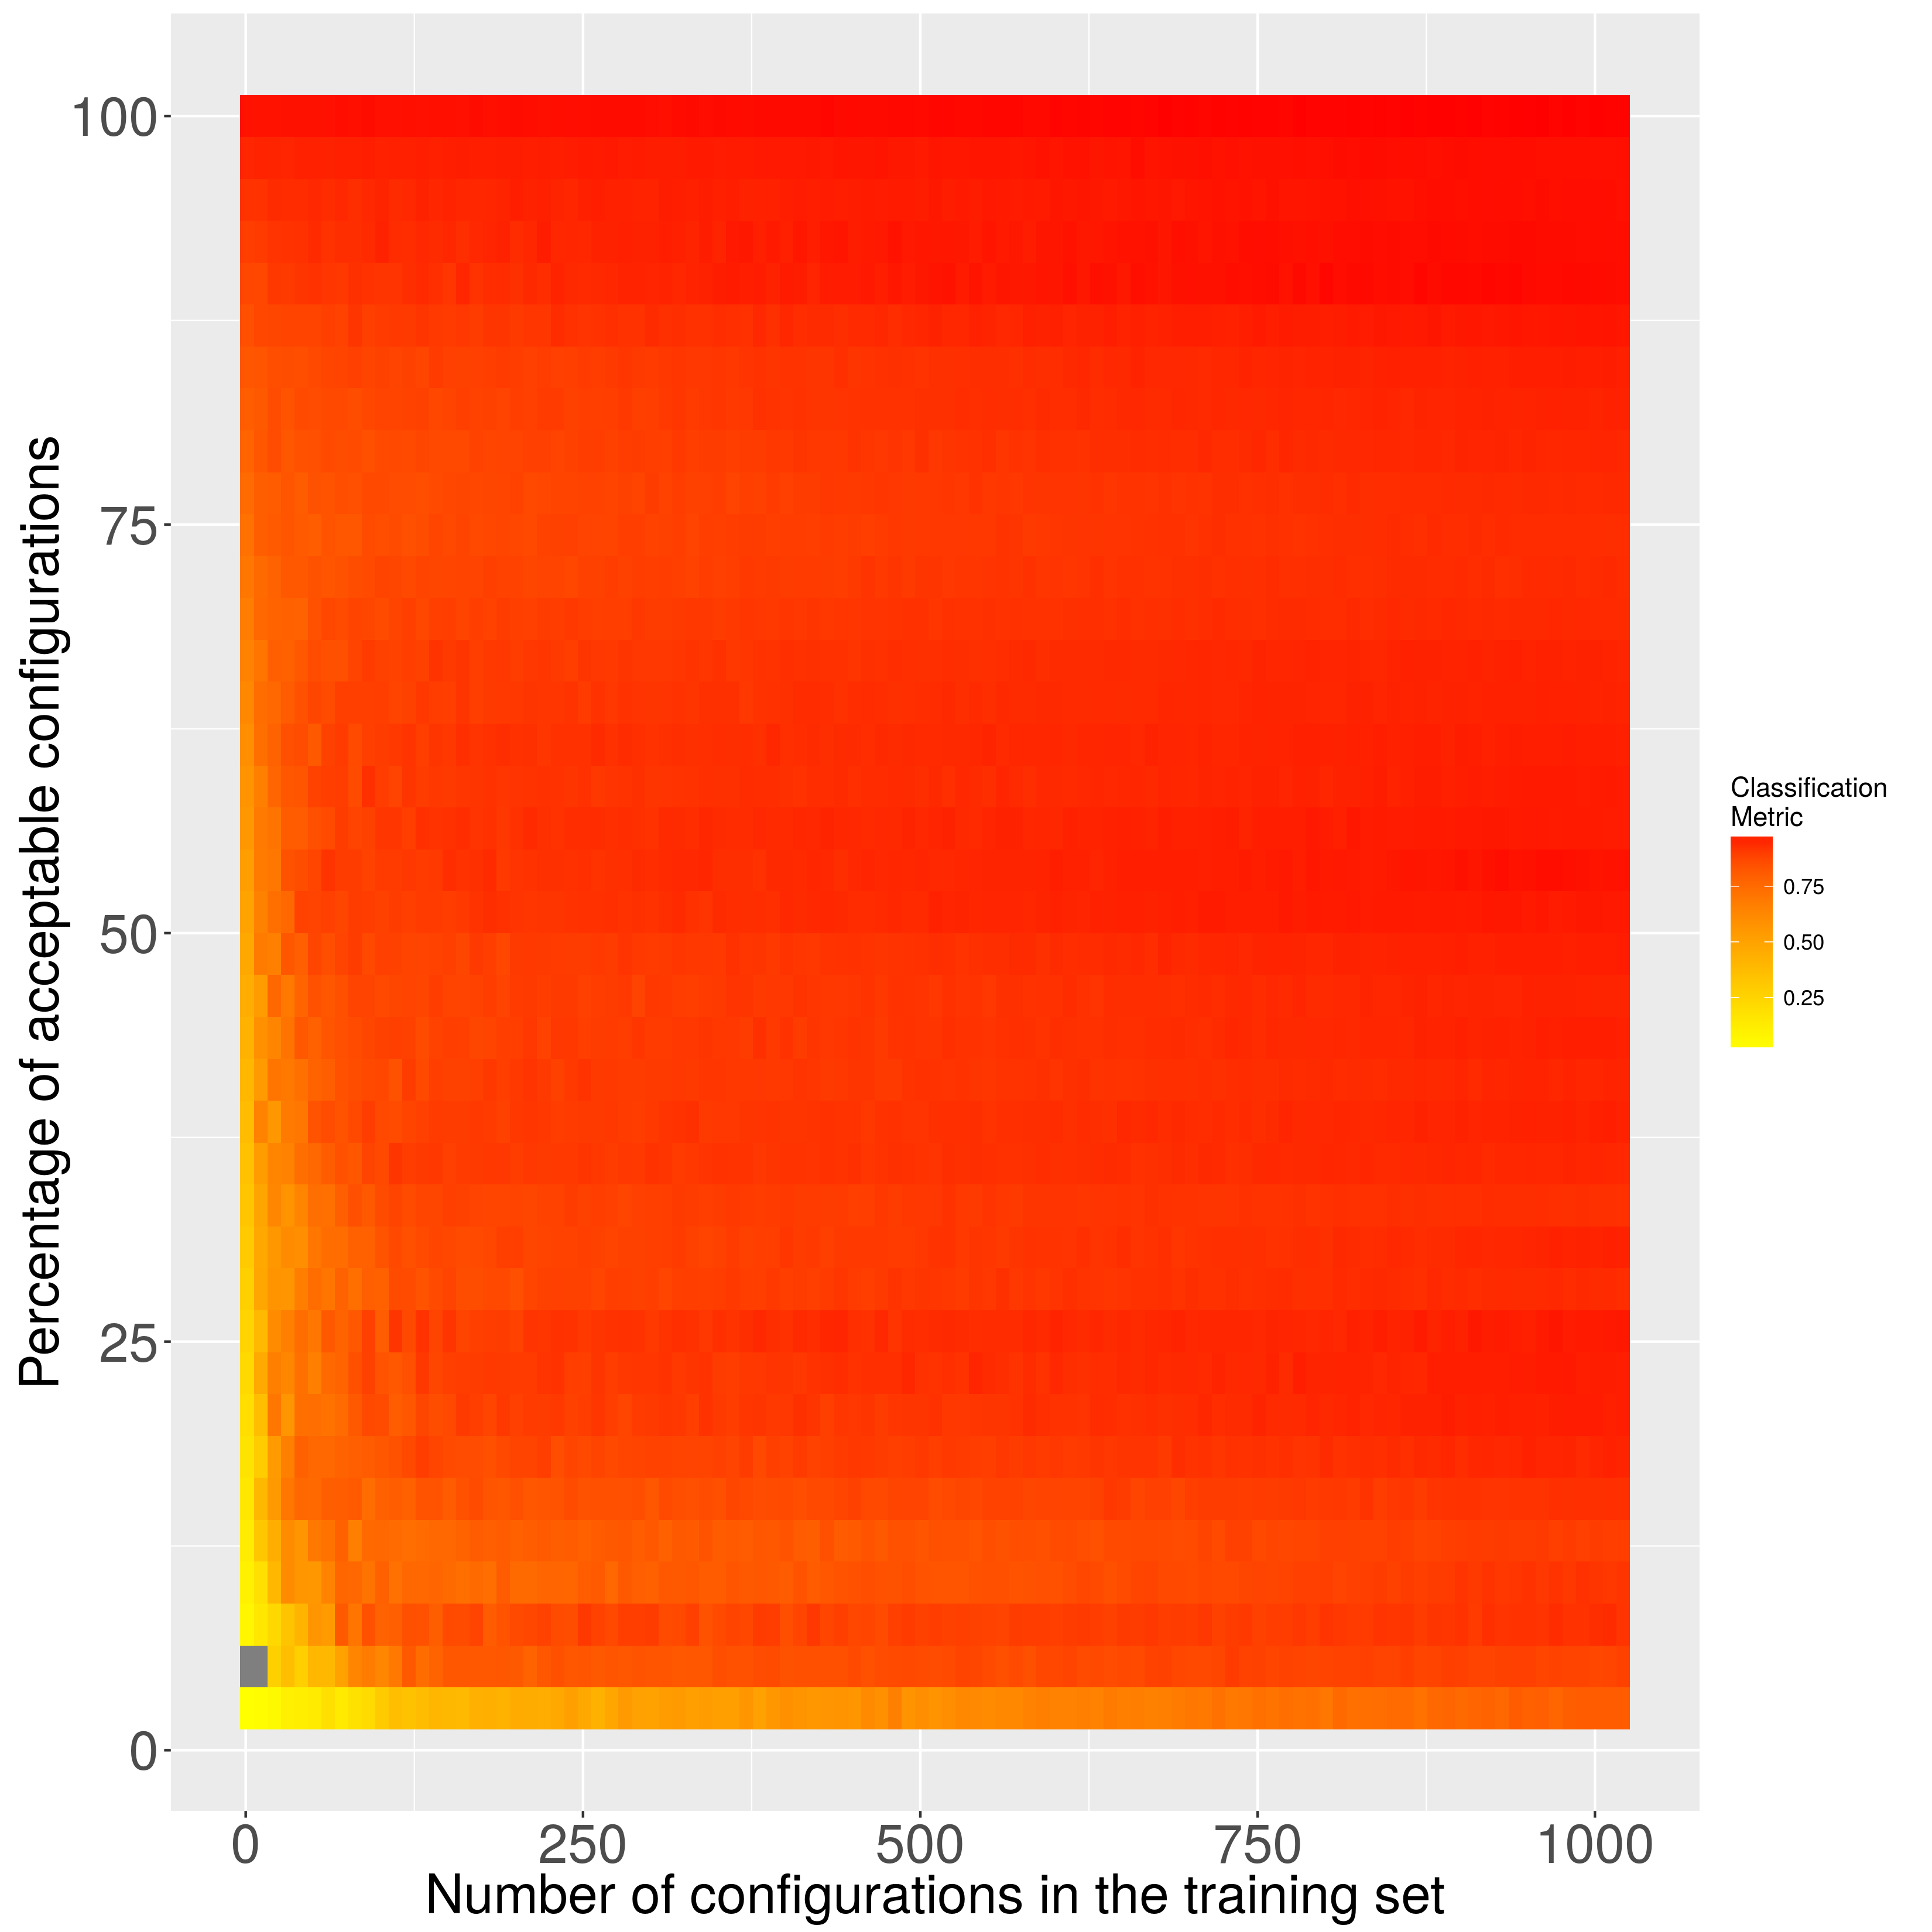 100
75
50
25
0
Percentage of acceptable configurations
0 250 500 750 1000
Number of configurations in the training set
Classification
Metric
0.75
0.50
0.25